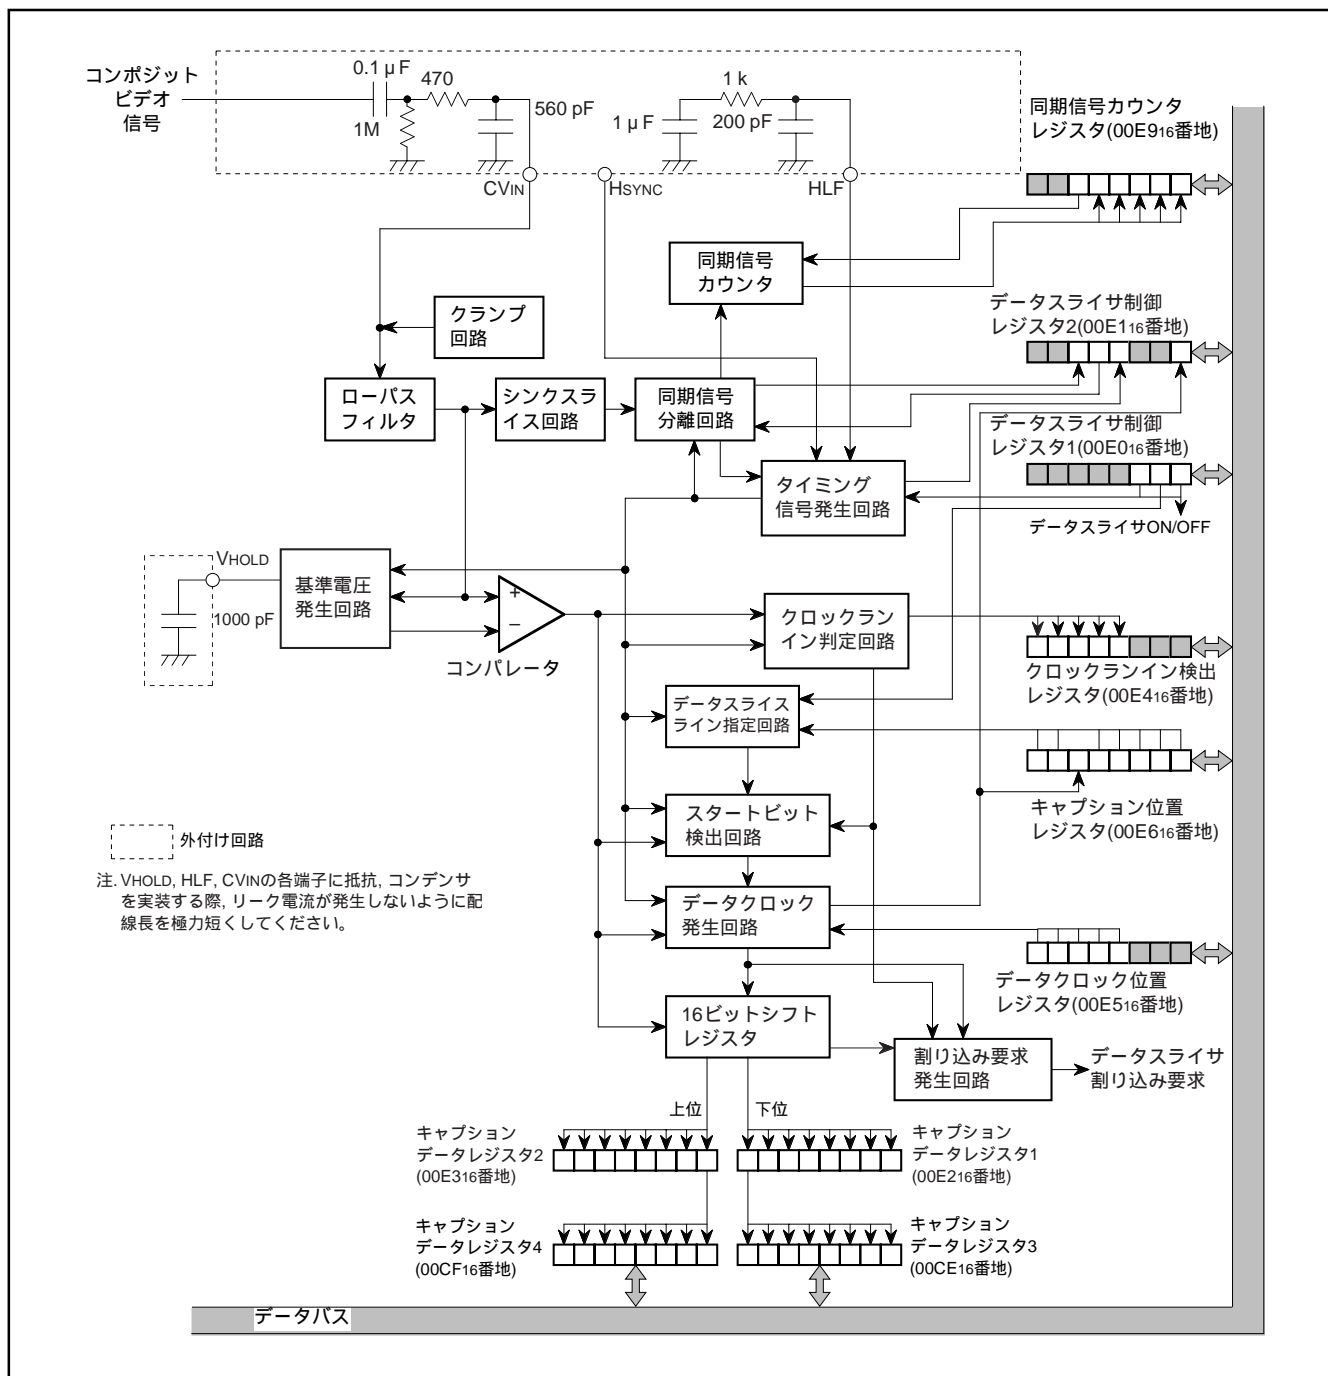 コンポジット
ビデオ
信号
0.1 μF
470
1M
560 pF
1 k
1 μF
200 pF
CVIN
HSYNC
HLF
同期信号カウンタ
レジスタ(00E916番地)
同期信号
カウンタ
クランプ
回路
データスライサ制御
レジスタ2(00E116番地)
ローパス
フィルタ
シンクスラ
イス回路
同期信号
分離回路
データスライサ制御
レジスタ1(00E016番地)
タイミング
信号発生回路
データスライサON/OFF
VHOLD
1000 pF
基準電圧
発生回路
+
−
コンパレータ
クロックラン
イン判定回路
クロックランイン検出
レジスタ(00E416番地)
データスライス
ライン指定回路
スタートビット
検出回路
キャプション位置
レジスタ(00E616番地)
外付け回路
注. VHOLD, HLF, CVINの各端子に抵抗, コンデンサ
を実装する際, リーク電流が発生しないように配
線長を極力短くしてください。
データクロック
発生回路
データクロック位置
レジスタ(00E516番地)
16ビットシフト
レジスタ
割り込み要求
発生回路
データスライサ
割り込み要求
上位
下位
キャプション
データレジスタ2
(00E316番地)
キャプション
データレジスタ1
(00E216番地)
キャプション
データレジスタ4
(00CF16番地)
キャプション
データレジスタ3
(00CE16番地)
データバス